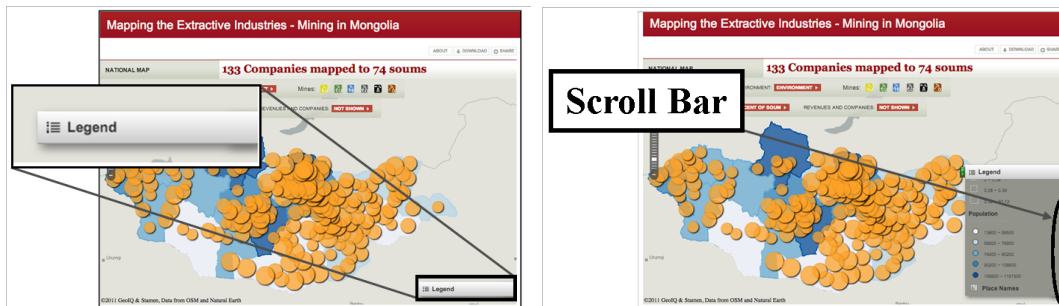 Mapping the Extractive Industries - Mining in Mongolia
ABOUT DOWNLOAD SHARE
NATIONAL MAP
133 Companies mapped to 74 soums
Mines:
REVENUES AND COMPANIES: NOT SHOWN
Legend
Legend
©2011 GeoIQ & Stamen, Data from OSM and Natural Earth
Mapping the Extractive Industries - Mining in Mongolia
ABOUT DOWNLOAD SHARE
NATIONAL MAP
133 Companies mapped to 74 soums
ENVIRONMENT Mines:
Scroll Bar
CENT OF SOUM REVENUES AND COMPANIES: NOT SHOWN
Legend
Population
Place Names
©2011 GeoIQ & Stamen, Data from OSM and Natural Earth